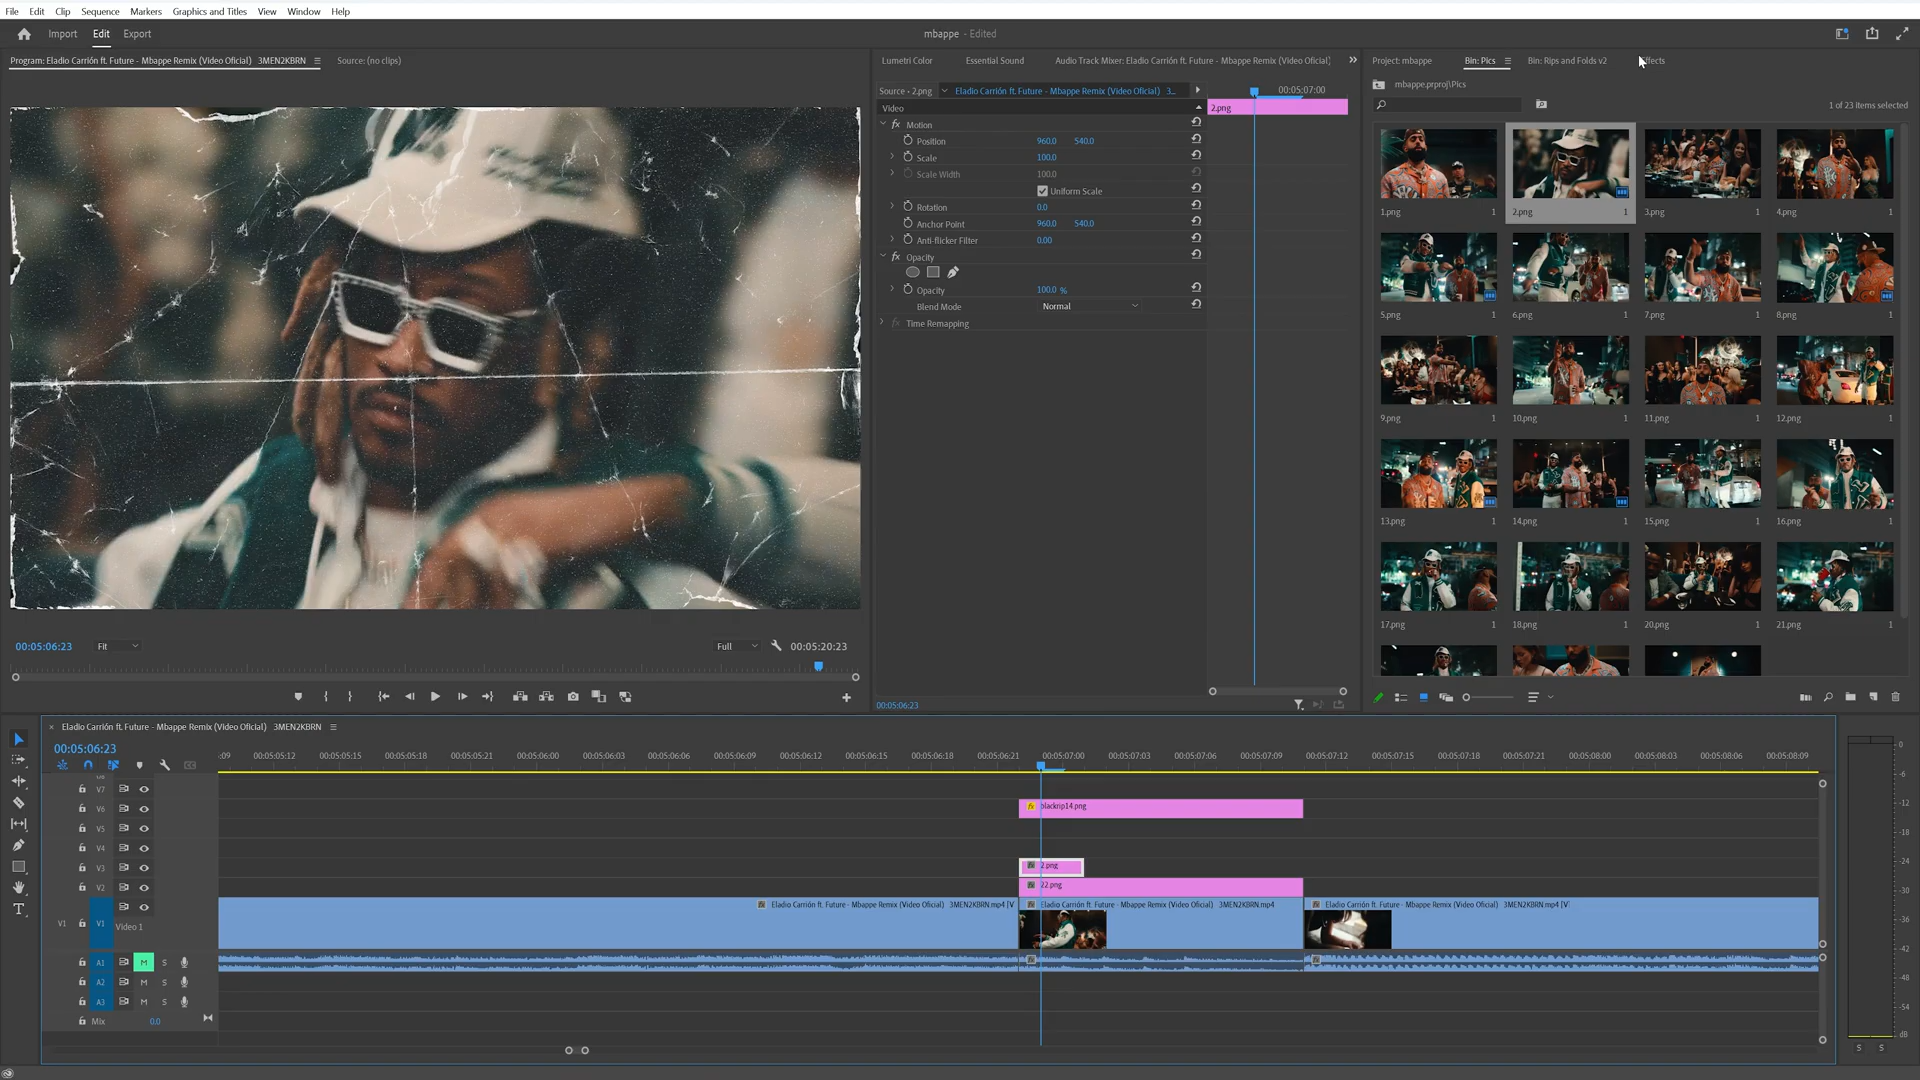 File Edit Clip Sequence Markers Graphics and Titles View Window Help
Import Edit Export
mbappe - Edited
Program: Eladio Carrión ft. Future - Mbappe Remix (Video Oficial) 3MEN2KBRN
Source: (no clips)
Lumetri Color Essential Sound Audio Track Mixer: Eladio Carrión ft. Future - Mbappe Remix (Video Oficial)
Project: mbappe Bin: Pics Bin: Rips and Folds v2
mbappe.prproj\Pics
1 of 23 items selected
Source • 2.png Eladio Carrión ft. Future - Mbappe Remix (Video Oficial) 3...
00:05:07:00
Video
2.png
fx Motion
Position 960.0 540.0
Scale 100.0
Scale Width 100.0
Uniform Scale
Rotation 0.0
Anchor Point 960.0 540.0
Anti-flicker Filter 0.00
fx Opacity
Opacity 100.0 %
Blend Mode Normal
Time Remapping
1.png 1 2.png 1 3.png 1 4.png 1
5.png 1 6.png 1 7.png 1 8.png 1
9.png 1 10.png 1 11.png 1 12.png 1
13.png 1 14.png 1 15.png 1 16.png 1
17.png 1 18.png 1 20.png 1 21.png 1
00:05:06:23 Fit Full 00:05:20:23
00:05:06:23
Eladio Carrión ft. Future - Mbappe Remix (Video Oficial) 3MEN2KBRN
00:05:06:23
:09 00:05:05:12 00:05:05:15 00:05:05:18 00:05:05:21 00:05:06:00 00:05:06:03 00:05:06:06 00:05:06:09 00:05:06:12 00:05:06:15 00:05:06:18 00:05:06:21 00:05:07:00 00:05:07:03 00:05:07:06 00:05:07:09 00:05:07:12 00:05:07:15 00:05:07:18 00:05:07:21 00:05:08:00 00:05:08:03 00:05:08:06 00:05:08:09
V7
V6 blackrip14.png
V5
V4
V3 2.png
V2 22.png
Eladio Carrión ft. Future - Mbappe Remix (Video Oficial) 3MEN2KBRN.mp4 [V
Eladio Carrión ft. Future - Mbappe Remix (Video Oficial) 3MEN2KBRN.mp4
Eladio Carrión ft. Future - Mbappe Remix (Video Oficial) 3MEN2KBRN.mp4 [V]
V1 V1 Video 1
A1 M S
A2 M S
A3 M S
Mix 0.0
0
-6
-12
-18
-24
-30
-36
-42
-48
-54
dB
S S